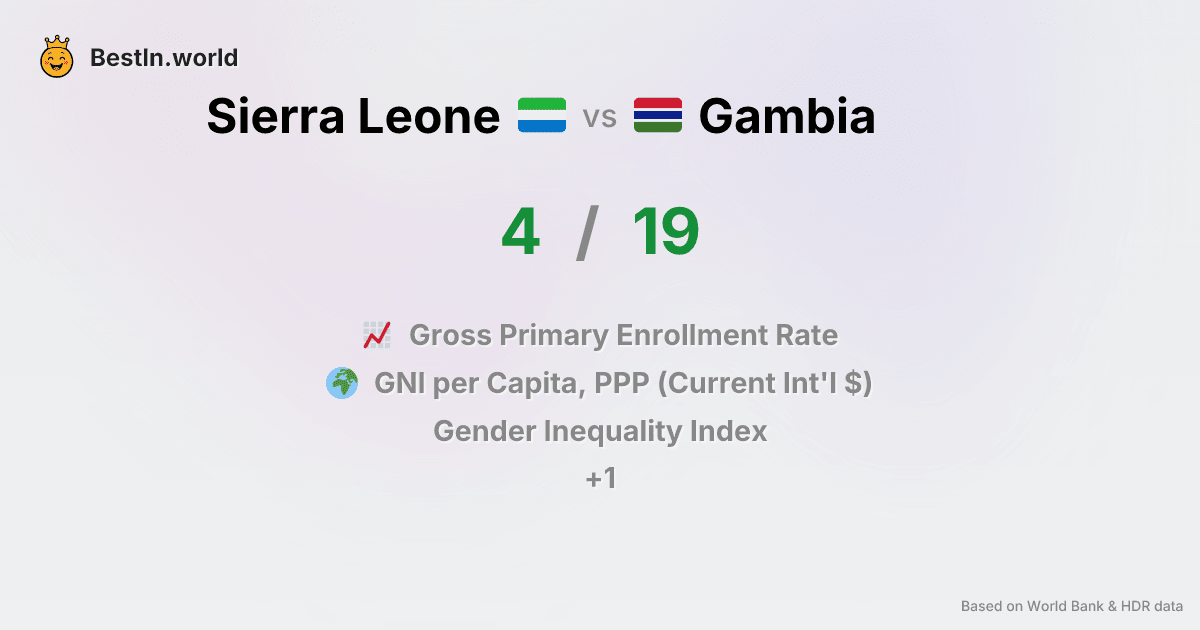 BestIn.world
Sierra Leone vs Gambia
4 / 19
Gross Primary Enrollment Rate
GNI per Capita, PPP (Current Int'l $)
Gender Inequality Index
+1
Based on World Bank & HDR data